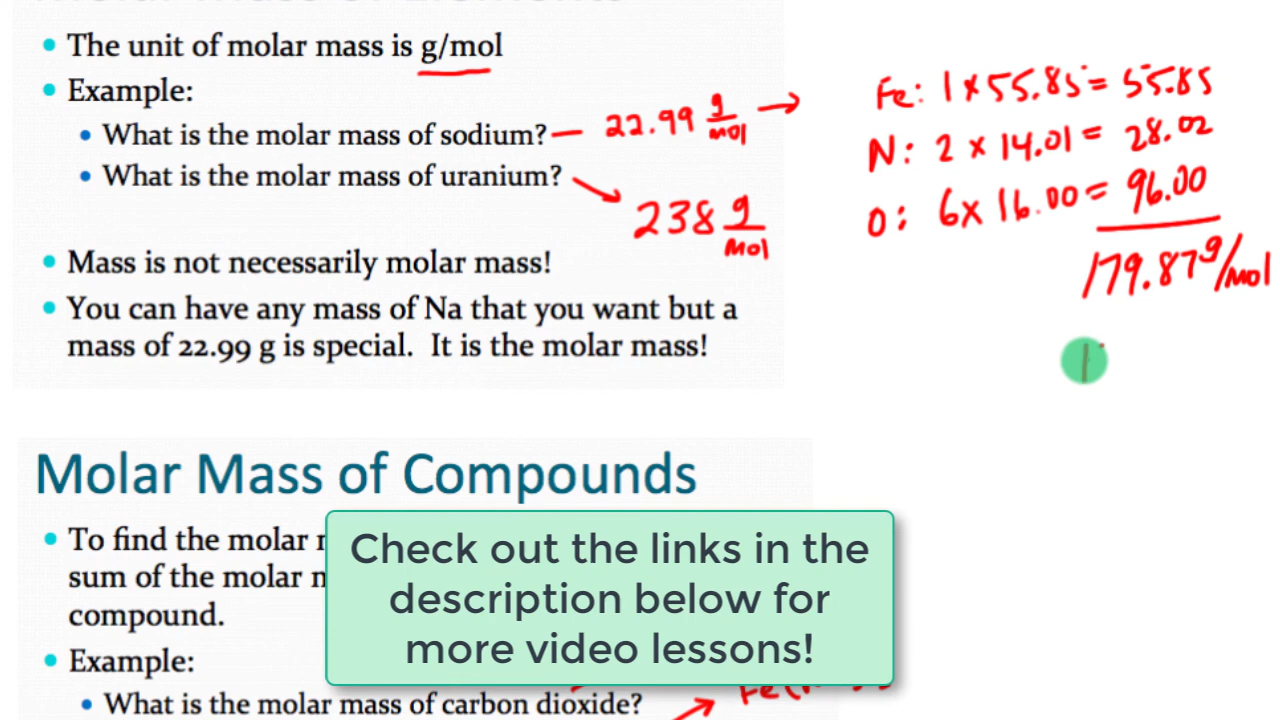 Molar Mass of Elements
• The unit of molar mass is g/mol
• Example:
• What is the molar mass of sodium? — 22.99 g/mol →
• What is the molar mass of uranium? 238 g/mol
• Mass is not necessarily molar mass!
• You can have any mass of Na that you want but a
mass of 22.99 g is special. It is the molar mass!
Fe: 1 x 55.85 = 55.85
N: 2 x 14.01 = 28.02
O: 6 x 16.00 = 96.00
179.87 g/mol
Molar Mass of Compounds
• To find the molar
sum of the molar
compound.
• Example:
• What is the molar mass of carbon dioxide?
Check out the links in the
description below for
more video lessons!